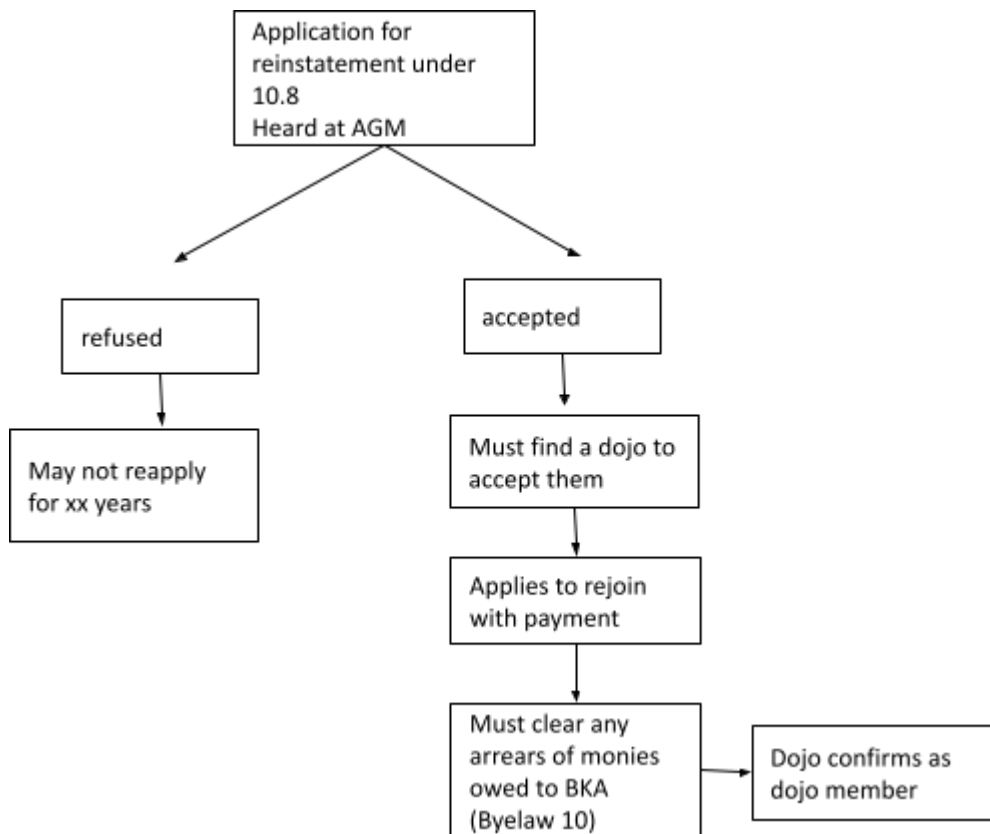 Application for
reinstatement under
10.8
Heard at AGM
refused
accepted
May not reapply
for xx years
Must find a dojo to
accept them
Applies to rejoin
with payment
Must clear any
arrears of monies
owed to BKA
(Byelaw 10)
Dojo confirms as
dojo member